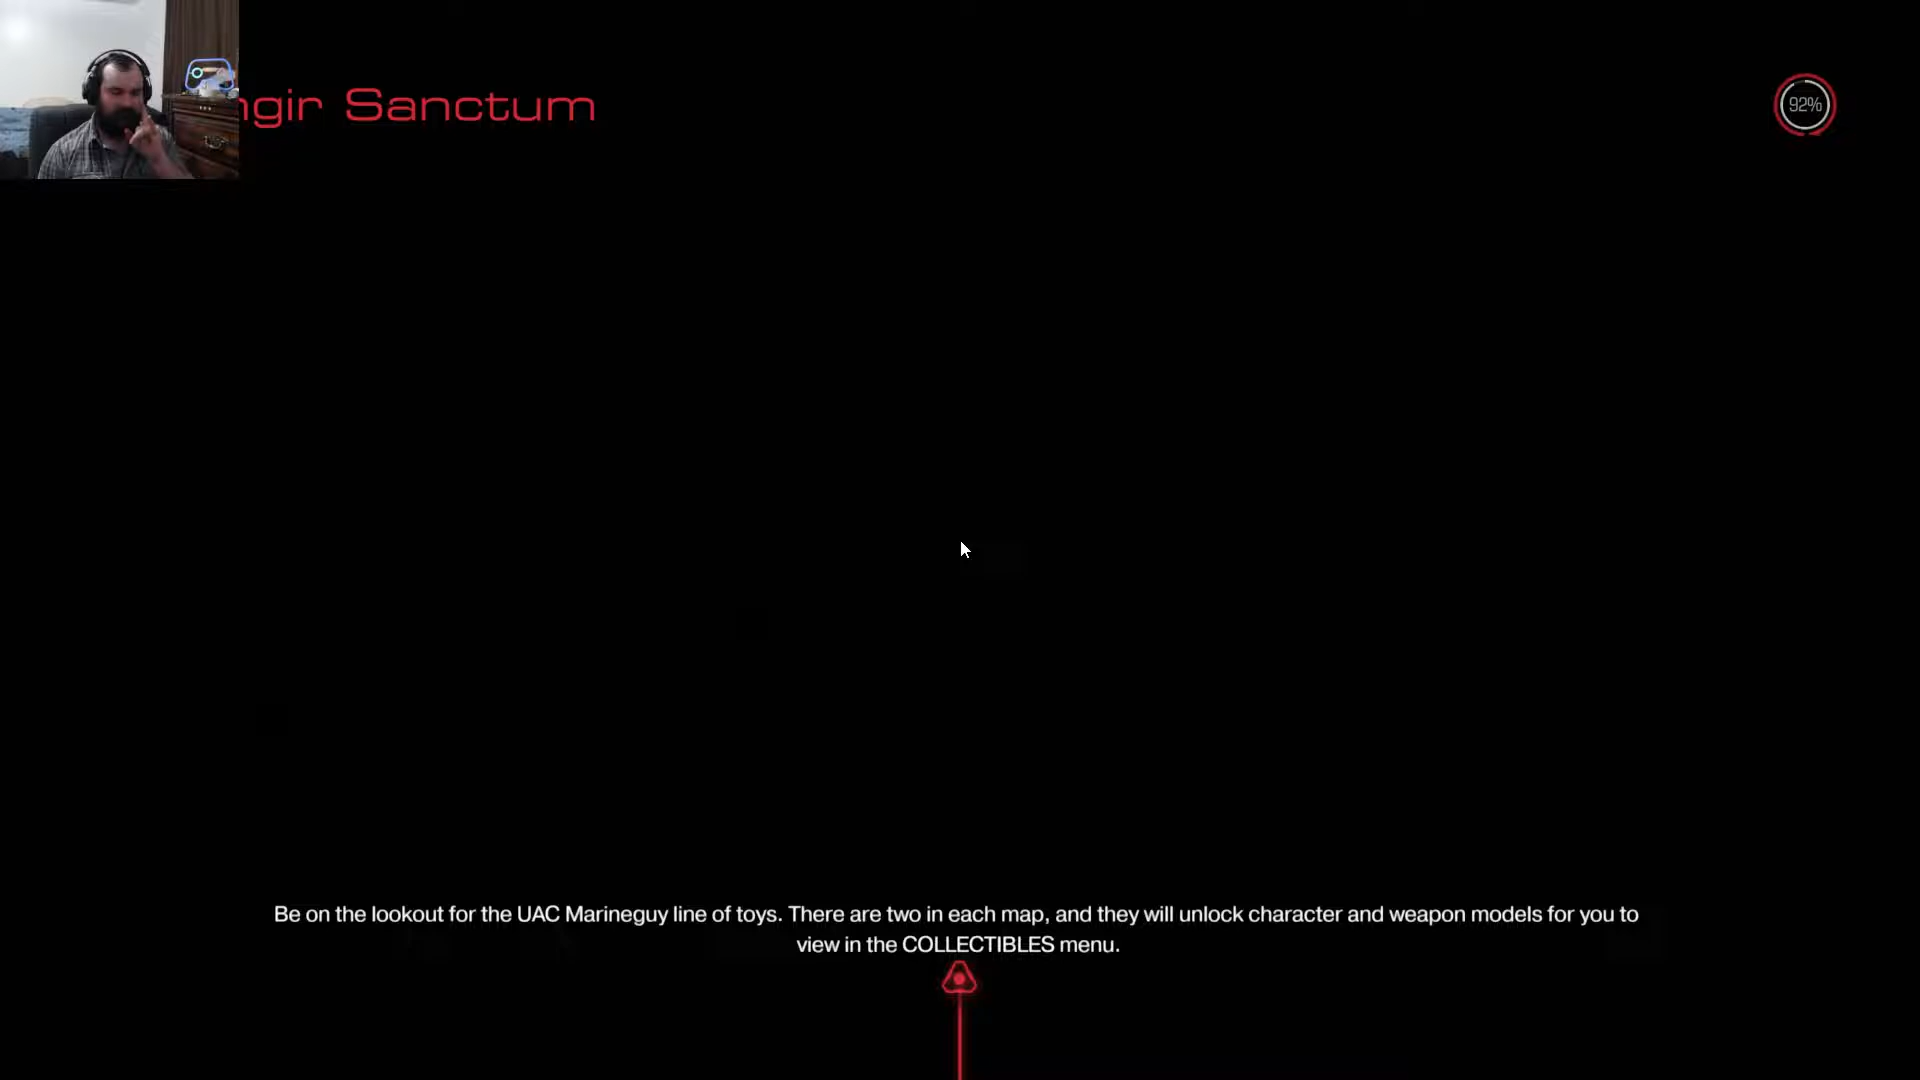 ngir Sanctum
92%
Be on the lookout for the UAC Marineguy line of toys. There are two in each map, and they will unlock character and weapon models for you to
view in the COLLECTIBLES menu.